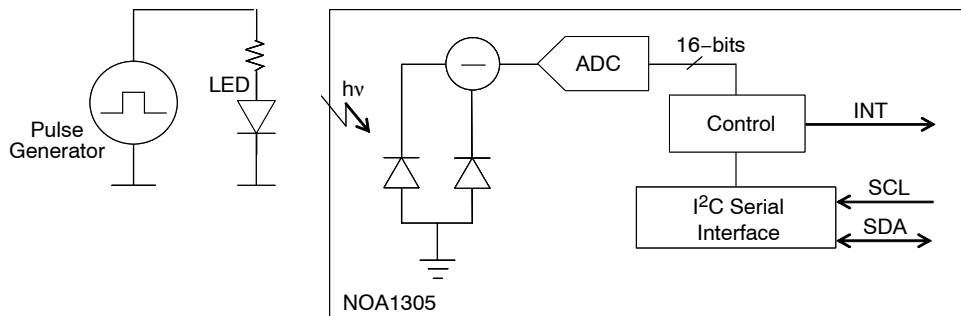 Pulse
Generator
LED
hν
ADC
16−bits
Control
INT
I²C Serial
Interface
SCL
SDA
NOA1305